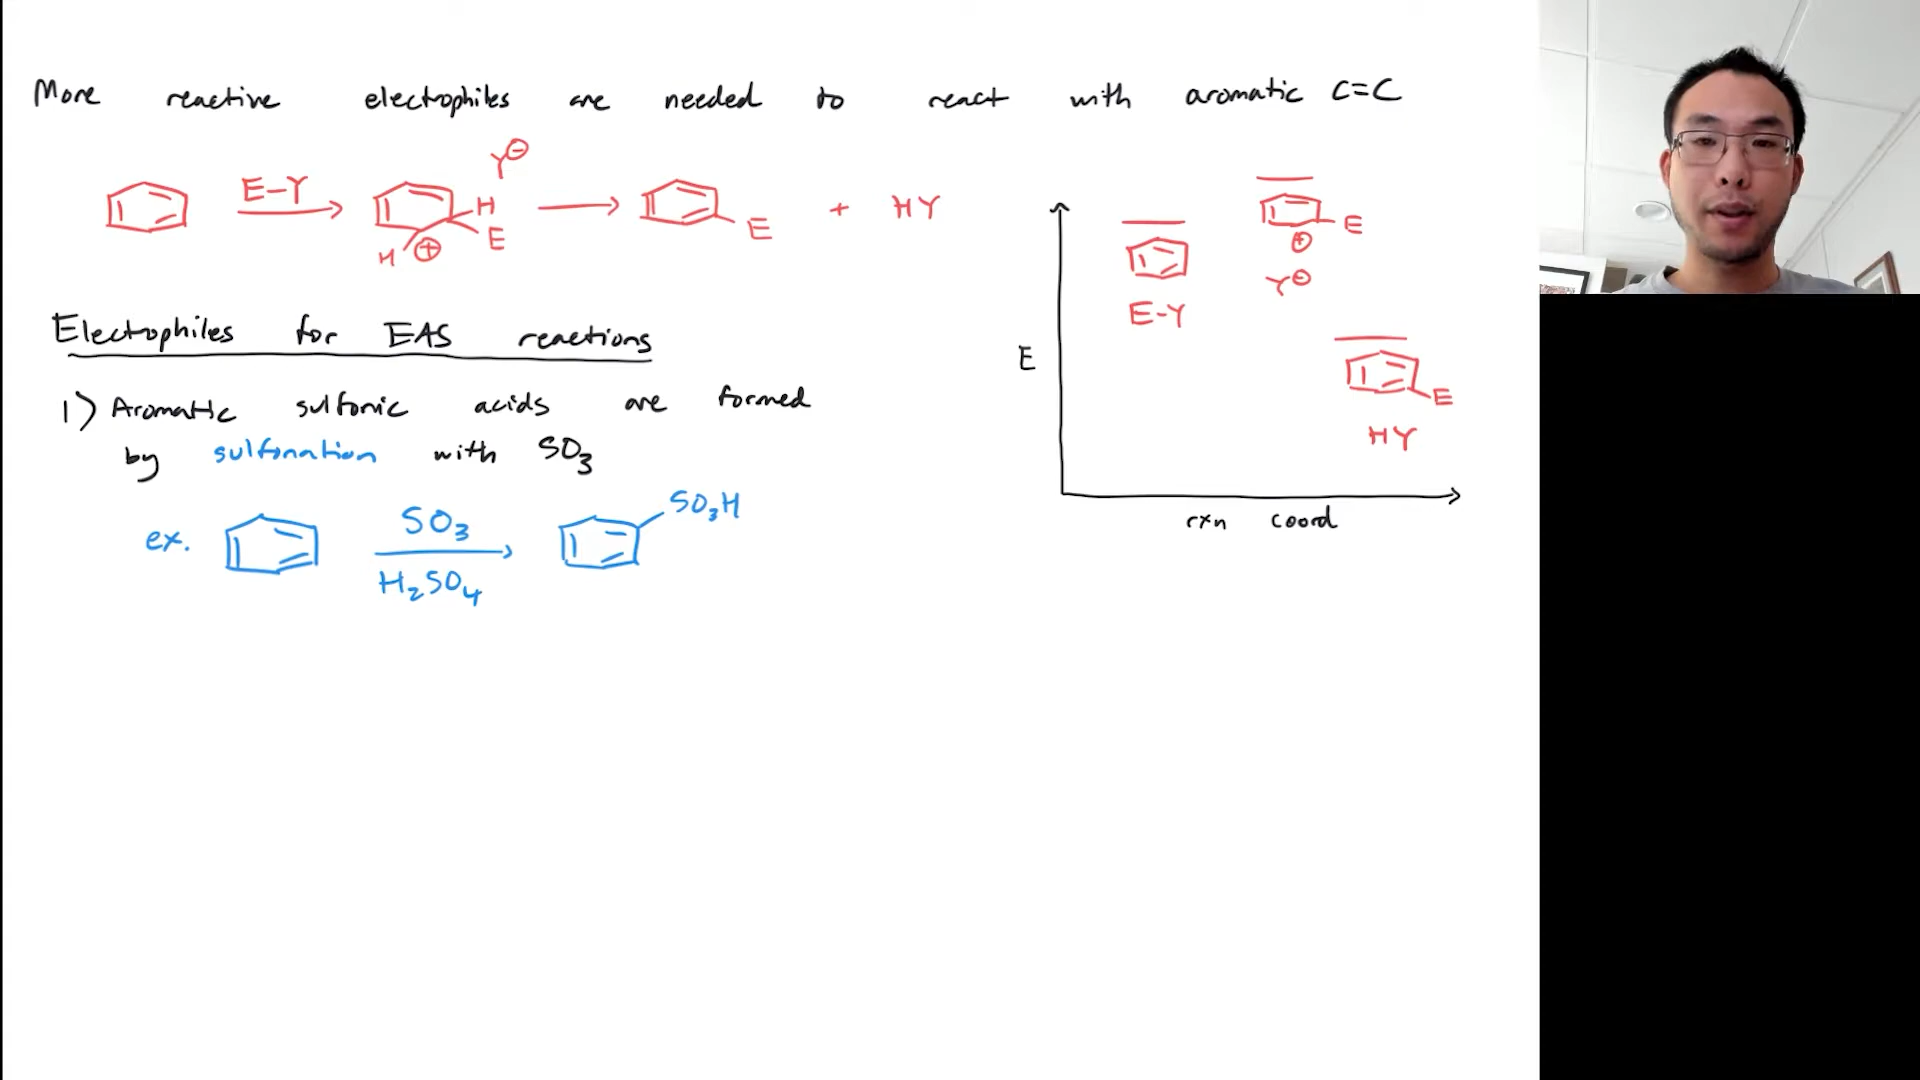 More reactive electrophiles are needed to react with aromatic C=C
Y⊖
E-Y
H
E
H ⊕
E
+ HY
E
⊕
Y⊖
E-Y
E
HY
E
rxn coord
Electrophiles for EAS reactions
1) Aromatic sulfonic acids are formed
by sulfonation with SO₃
ex.
SO₃
H₂SO₄
SO₃H